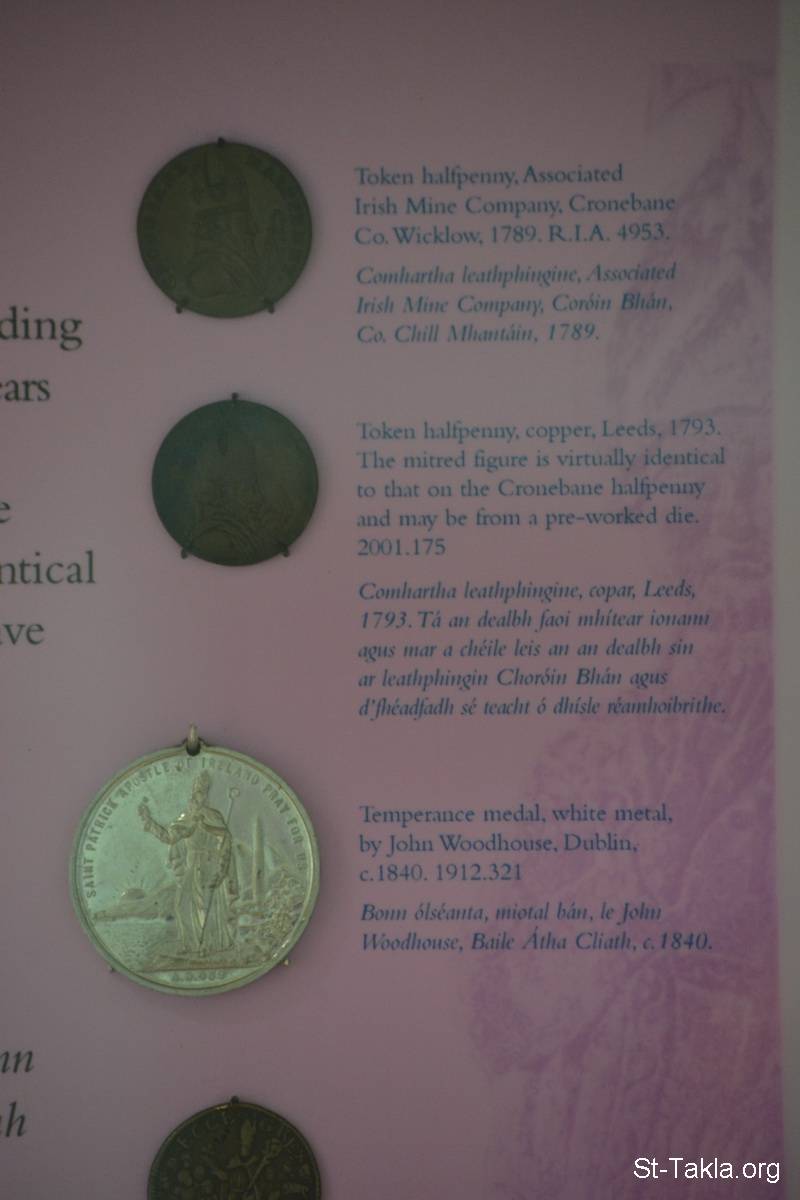 Token halfpenny, Associated
Irish Mine Company, Cronebane
Co. Wicklow, 1789. R.I.A. 4953.
Comhartha leathphingine, Associated
Irish Mine Company, Coróin Bhán,
Co. Chill Mhantáin, 1789.
ding
ears
Token halfpenny, copper, Leeds, 1793.
The mitred figure is virtually identical
to that on the Cronebane halfpenny
and may be from a pre-worked die.
2001.175
e
ntical
ave
Comhartha leathphingine, copar, Leeds,
1793. Tá an dealbh faoi mhítear ionann
agus mar a chéile leis an an dealbh sin
ar leathphingin Choróin Bhán agus
d'fhéadfadh sé teacht ó dhísle réamhoibrithe.
SAINT PATRICK APOSTLE OF IRELAND PRAY FOR US
Temperance medal, white metal,
by John Woodhouse, Dublin,
c.1840. 1912.321
Bonn ólséanta, miotal bán, le John
Woodhouse, Baile Átha Cliath, c.1840.
nn
ah
ECCE GREX
St-Takla.org